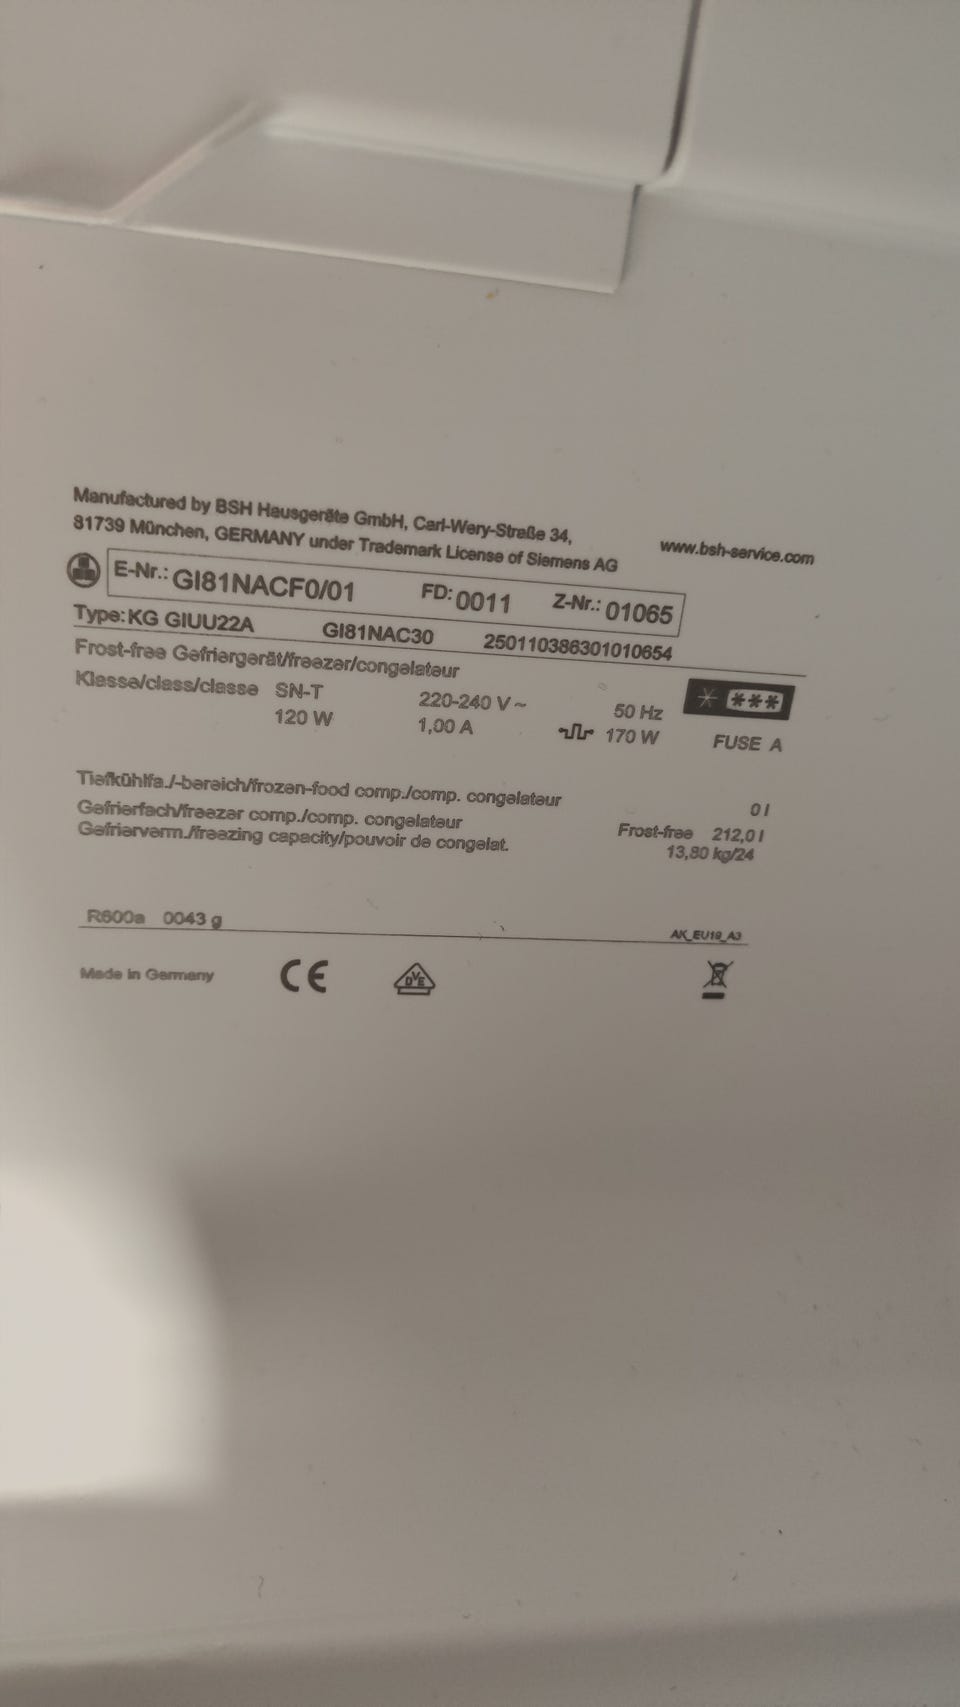 Manufactured by BSH Hausgeräte GmbH, Carl-Wery-Straße 34,
81739 München, GERMANY under Trademark License of Siemens AG
www.bsh-service.com
E-Nr.: GI81NACF0/01 FD: 0011 Z-Nr.: 01065
Type: KG GIUU22A GI81NAC30 250110386301010654
Frost-free Gefriergerät/freezer/congelateur
Klasse/class/classe SN-T 220-240 V ~ 50 Hz
120 W 1,00 A 170 W FUSE A
Tiefkühlfa./-bereich/frozen-food comp./comp. congelateur 0 l
Gefrierfach/freezer comp./comp. congelateur Frost-free 212,0 l
Gefrierverm./freezing capacity/pouvoir de congelat. 13,80 kg/24
R600a 0043 g
AK_EU19_A3
Made in Germany CE DVE